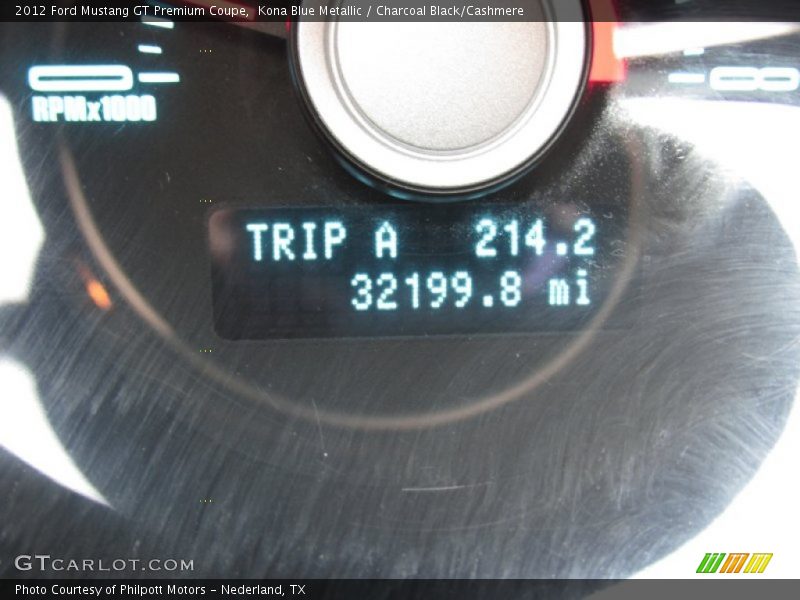 2012 Ford Mustang GT Premium Coupe, Kona Blue Metallic / Charcoal Black/Cashmere
RPMx1000
TRIP A 214.2
32199.8 mi
GTCARLOT.COM
Photo Courtesy of Philpott Motors - Nederland, TX